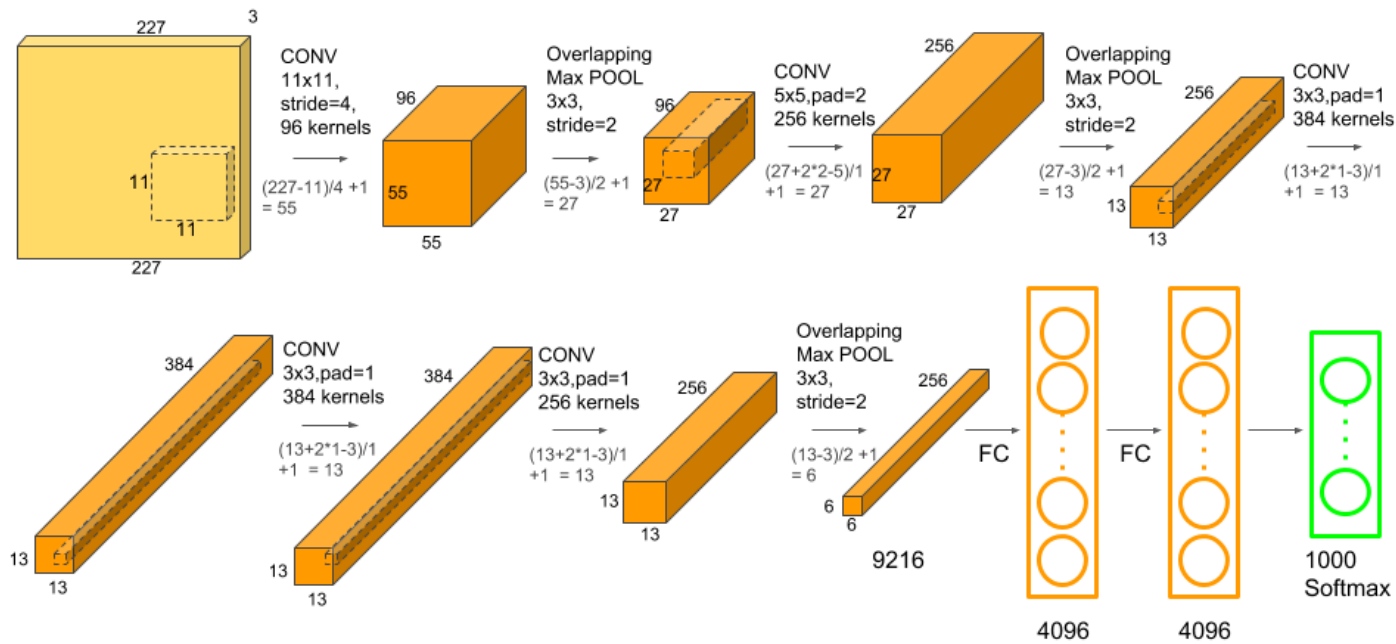 227
3
CONV
11x11,
stride=4,
96 kernels
(227-11)/4 +1
= 55
11
11
227
96
55
55
Overlapping
Max POOL
3x3,
stride=2
(55-3)/2 +1
= 27
96
27
27
CONV
5x5,pad=2
256 kernels
(27+2*2-5)/1
+1 = 27
256
27
27
Overlapping
Max POOL
3x3,
stride=2
(27-3)/2 +1
= 13
256
13
13
CONV
3x3,pad=1
384 kernels
(13+2*1-3)/1
+1 = 13
384
13
13
CONV
3x3,pad=1
384 kernels
(13+2*1-3)/1
+1 = 13
384
13
13
CONV
3x3,pad=1
256 kernels
(13+2*1-3)/1
+1 = 13
256
13
13
Overlapping
Max POOL
3x3,
stride=2
(13-3)/2 +1
= 6
256
6
6
9216
FC
4096
FC
4096
1000
Softmax